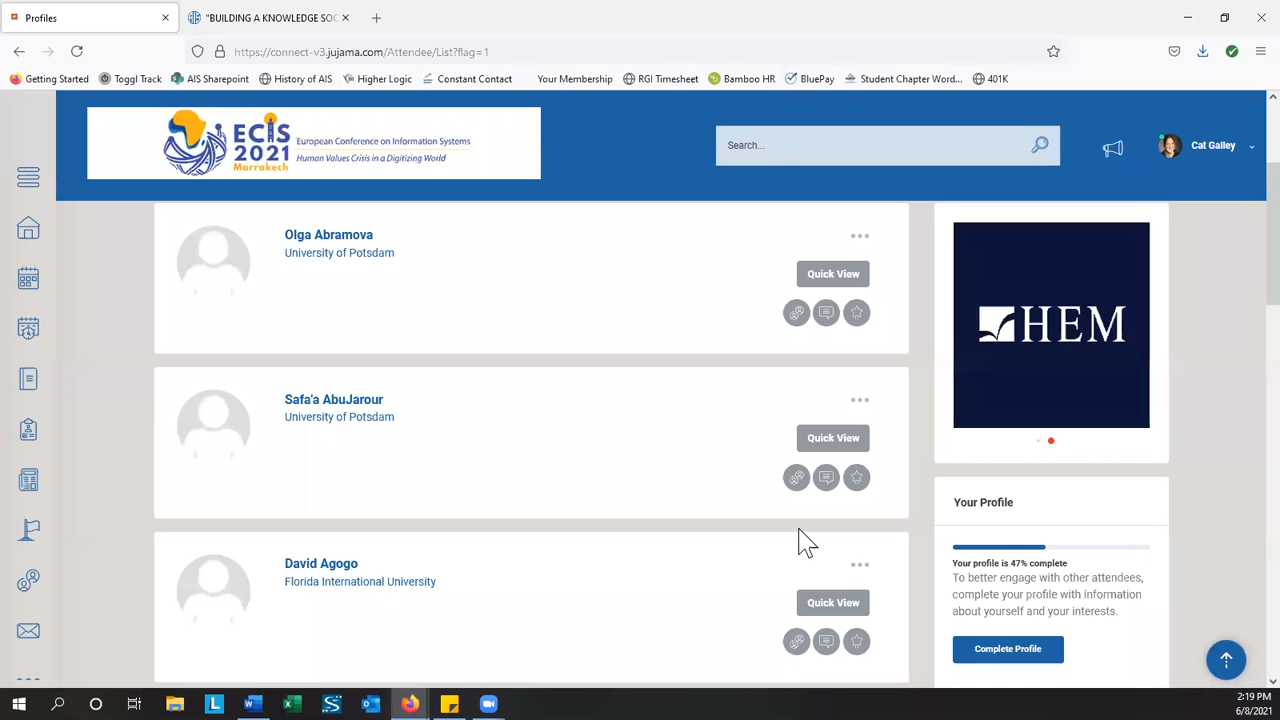 Profiles
"BUILDING A KNOWLEDGE SOC
https://connect-v3.jujama.com/Attendee/List?flag=1
Getting Started
Toggl Track
AIS Sharepoint
History of AIS
Higher Logic
Constant Contact
Your Membership
RGI Timesheet
Bamboo HR
BluePay
Student Chapter Word...
401K
ECIS
2021
Marrakech
European Conference on Information Systems
Human Values Crisis in a Digitizing World
Search...
Cat Galley
Olga Abramova
University of Potsdam
Quick View
Safa'a AbuJarour
University of Potsdam
Quick View
David Agogo
Florida International University
Quick View
HEM
Your Profile
Your profile is 47% complete
To better engage with other attendees,
complete your profile with information
about yourself and your interests.
Complete Profile
2:19 PM
6/8/2021